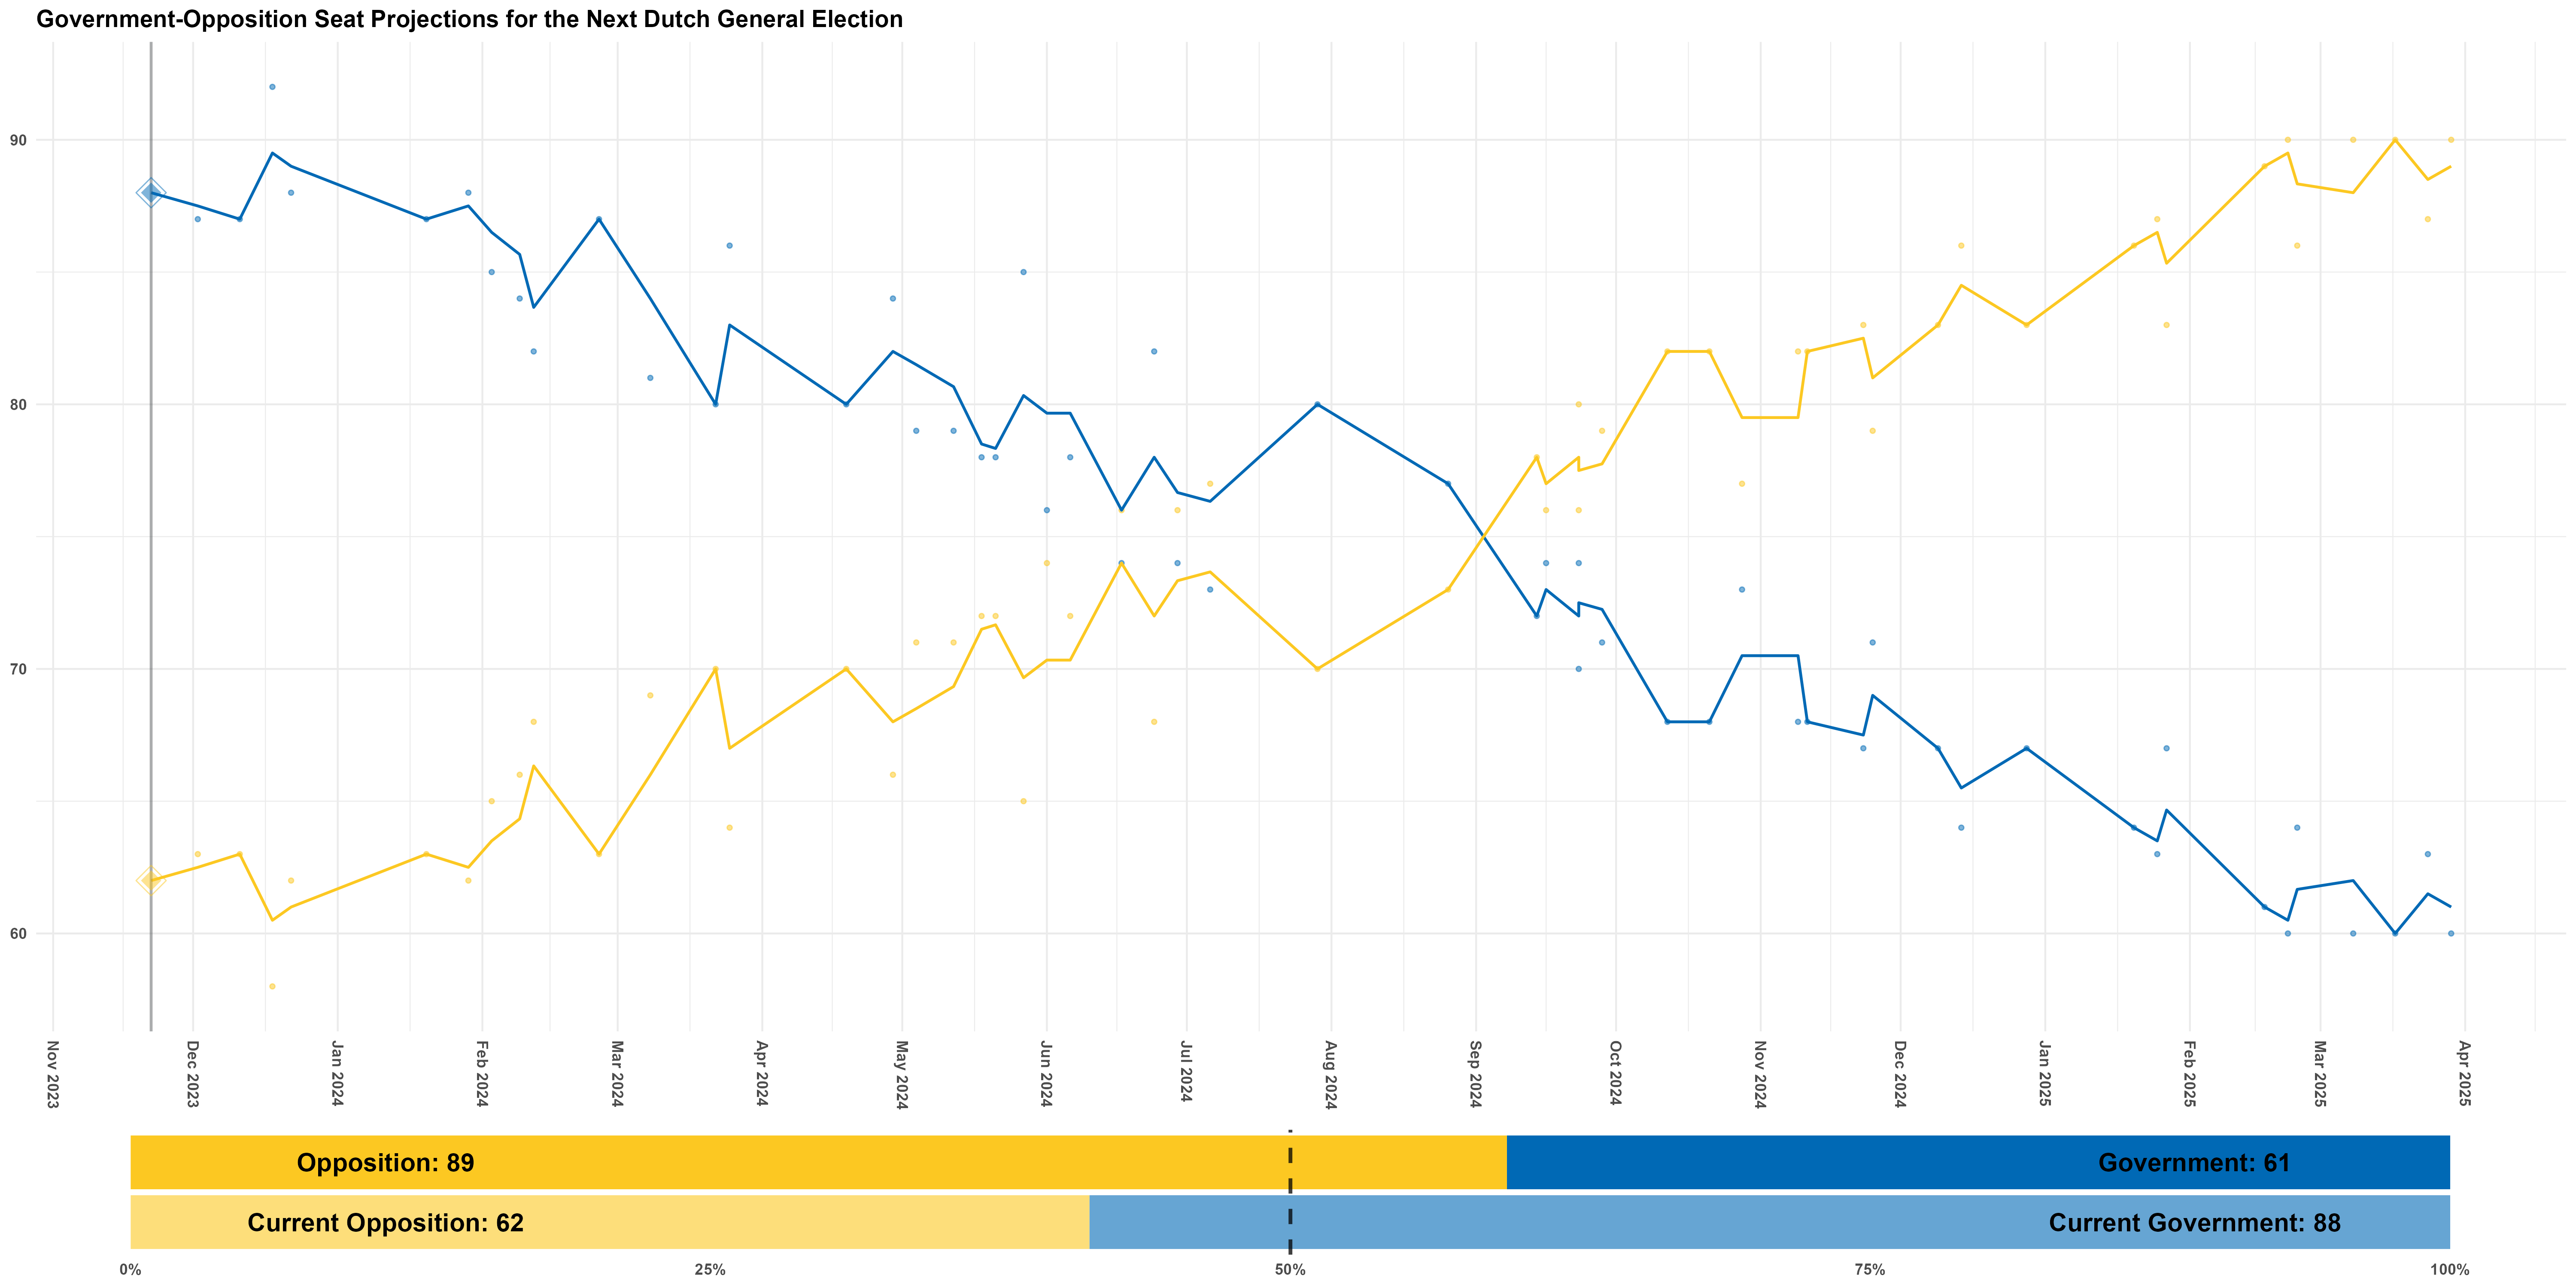 Government-Opposition Seat Projections for the Next Dutch General Election
90
80
70
60
Nov 2023
Dec 2023
Jan 2024
Feb 2024
Mar 2024
Apr 2024
May 2024
Jun 2024
Jul 2024
Aug 2024
Sep 2024
Oct 2024
Nov 2024
Dec 2024
Jan 2025
Feb 2025
Mar 2025
Apr 2025
Opposition: 89
Government: 61
Current Opposition: 62
Current Government: 88
0%
25%
50%
75%
100%